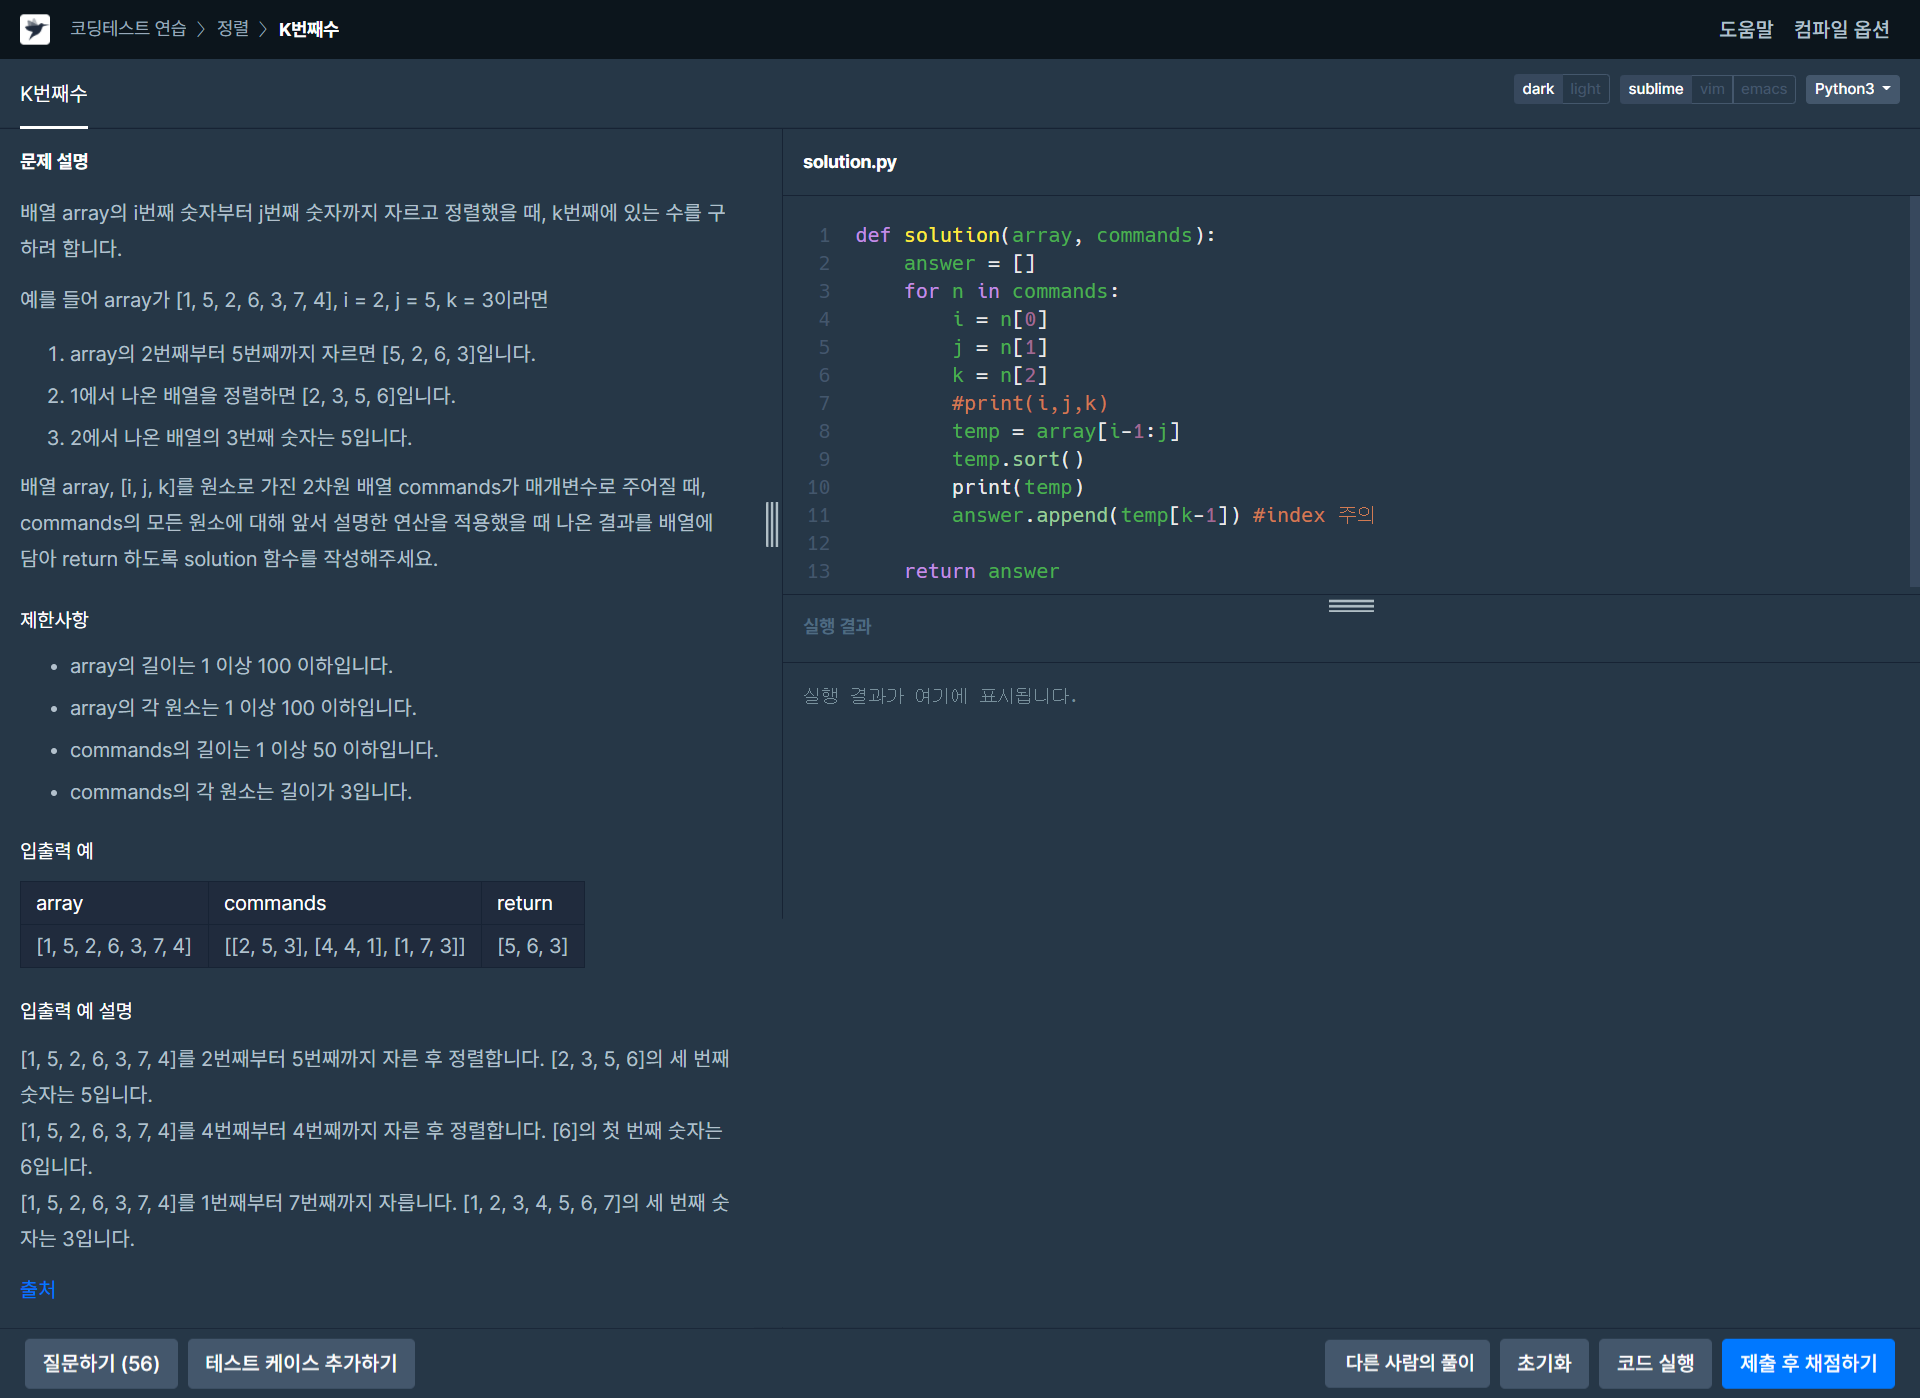 코딩테스트 연습 > 정렬 > K번째수
도움말 컴파일 옵션
K번째수
dark light sublime vim emacs Python3
문제 설명
배열 array의 i번째 숫자부터 j번째 숫자까지 자르고 정렬했을 때, k번째에 있는 수를 구
하려 합니다.
예를 들어 array가 [1, 5, 2, 6, 3, 7, 4], i = 2, j = 5, k = 3이라면
1. array의 2번째부터 5번째까지 자르면 [5, 2, 6, 3]입니다.
2. 1에서 나온 배열을 정렬하면 [2, 3, 5, 6]입니다.
3. 2에서 나온 배열의 3번째 숫자는 5입니다.
배열 array, [i, j, k]를 원소로 가진 2차원 배열 commands가 매개변수로 주어질 때,
commands의 모든 원소에 대해 앞서 설명한 연산을 적용했을 때 나온 결과를 배열에
담아 return 하도록 solution 함수를 작성해주세요.
제한사항
• array의 길이는 1 이상 100 이하입니다.
• array의 각 원소는 1 이상 100 이하입니다.
• commands의 길이는 1 이상 50 이하입니다.
• commands의 각 원소는 길이가 3입니다.
입출력 예
array commands return
[1, 5, 2, 6, 3, 7, 4] [[2, 5, 3], [4, 4, 1], [1, 7, 3]] [5, 6, 3]
입출력 예 설명
[1, 5, 2, 6, 3, 7, 4]를 2번째부터 5번째까지 자른 후 정렬합니다. [2, 3, 5, 6]의 세 번째
숫자는 5입니다.
[1, 5, 2, 6, 3, 7, 4]를 4번째부터 4번째까지 자른 후 정렬합니다. [6]의 첫 번째 숫자는
6입니다.
[1, 5, 2, 6, 3, 7, 4]를 1번째부터 7번째까지 자릅니다. [1, 2, 3, 4, 5, 6, 7]의 세 번째 숫
자는 3입니다.
출처
solution.py
1 def solution(array, commands):
2     answer = []
3     for n in commands:
4         i = n[0]
5         j = n[1]
6         k = n[2]
7         #print(i,j,k)
8         temp = array[i-1:j]
9         temp.sort()
10         print(temp)
11         answer.append(temp[k-1]) #index 주의
12
13     return answer
실행 결과
실행 결과가 여기에 표시됩니다.
질문하기 (56) 테스트 케이스 추가하기 다른 사람의 풀이 초기화 코드 실행 제출 후 채점하기